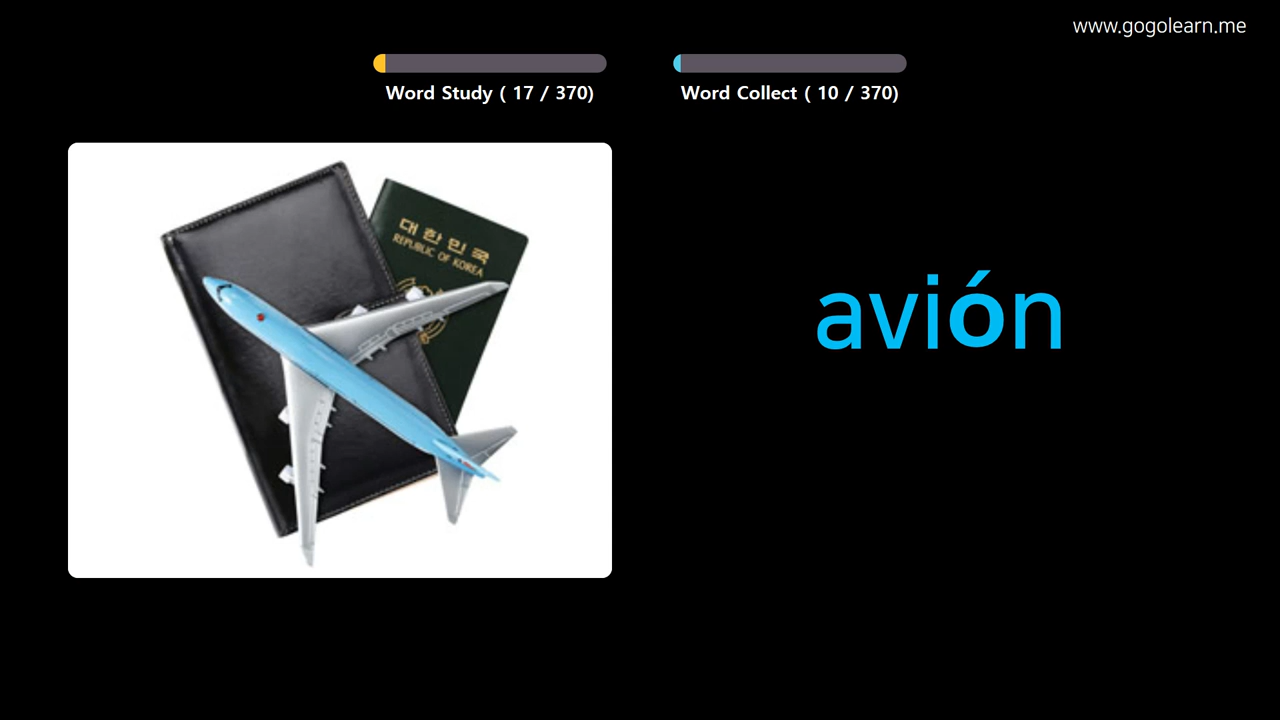 www.gogolearn.me
Word Study ( 17 / 370)
Word Collect ( 10 / 370)
대한민국
REPUBLIC OF KOREA
avión